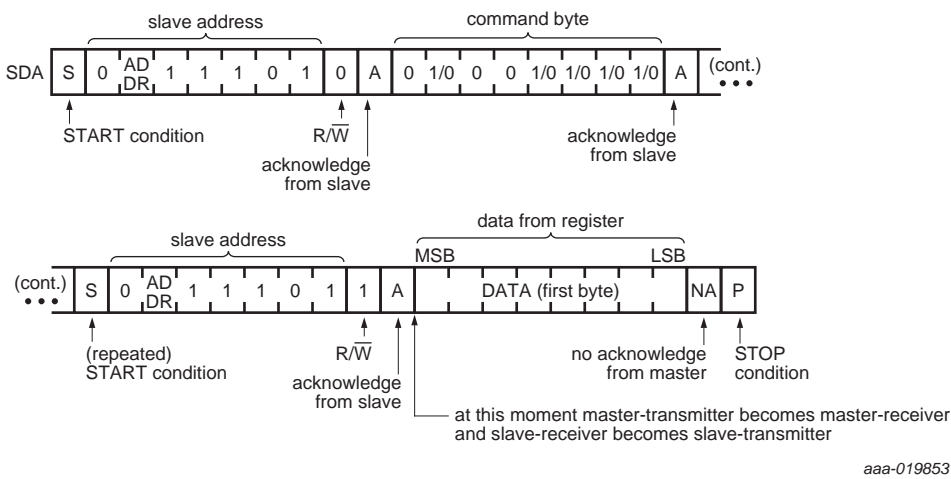 slave address
command byte
SDA S 0 AD DR 1 1 1 0 1 0 A 0 1/0 0 0 1/0 1/0 1/0 1/0 A (cont.)
START condition
R/W
acknowledge
from slave
acknowledge
from slave
data from register
slave address
MSB LSB
(cont.) S 0 AD DR 1 1 1 0 1 1 A DATA (first byte) NA P
(repeated)
START condition
R/W
acknowledge
from slave
no acknowledge
from master
STOP
condition
at this moment master-transmitter becomes master-receiver
and slave-receiver becomes slave-transmitter
aaa-019853